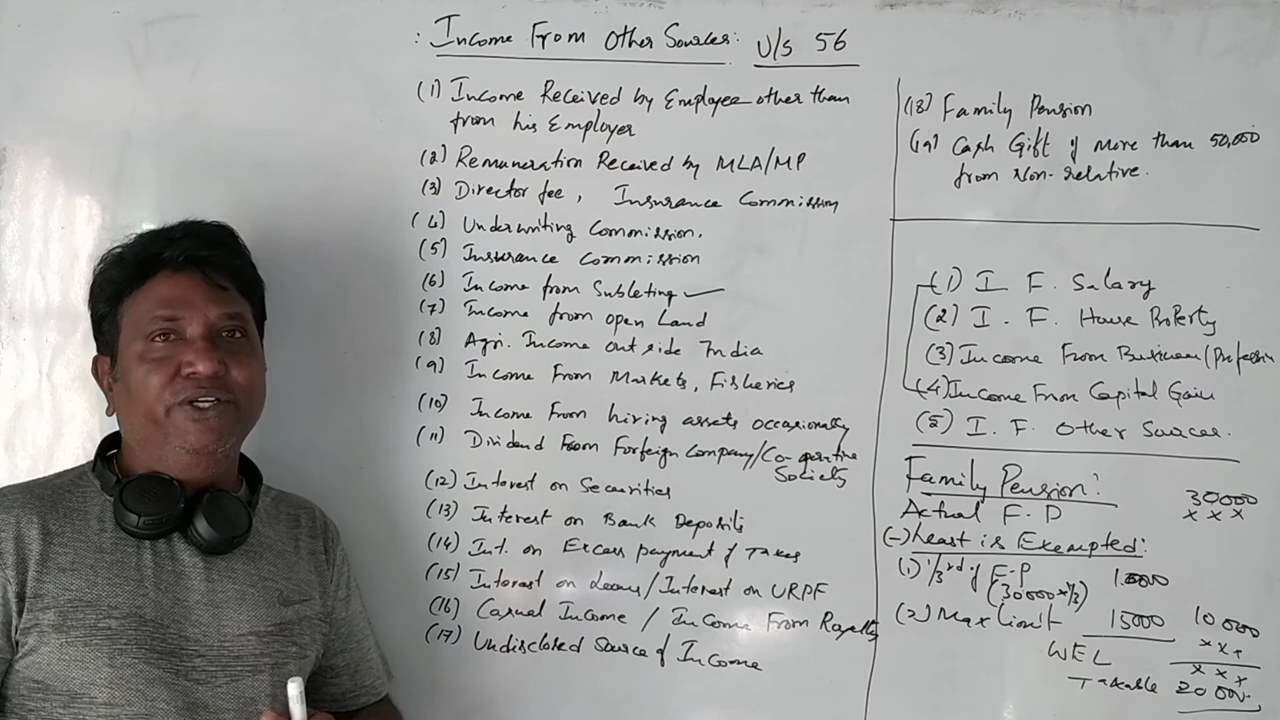 : Income From Other Sources: U/S 56
(1) Income Received by Employee other than
from his Employer
(2) Remuneration Received by MLA/MP
(3) Director fee, Insurance Commission
(4) Underwriting Commission.
(5) Insurance Commission
(6) Income from Subleting
(7) Income from open Land
(8) Agri. Income out side India
(9) Income From Markets, Fisheries
(10) Income From hiring assets occasionally
(11) Dividend From Forfeign Company/Co-operative
Society
(12) Interest on Securities
(13) Interest on Bank Deposits
(14) Int. on Excess payment of Taxes
(15) Interest on Loans/Interest on URPF
(16) Casual Income / Income From Royalty
(17) Undisclosed Source of Income
(18) Family Pension
(19) Cash Gift of more than 50,000
from Non-relative.
(1) I F. Salary
(2) I. F. House Property
(3) Income From Business (Profession
(4) Income From Capital Gain
(5) I. F. Other Sources.
Family Pension:
30000
Actual F.P x x x
(-) Least is Exempted:
(1) 1/3rd of F.P 10000
(30000x1/3)
(2) Max Limit 15000 10000
x x x
WEL
x x x
Taxable 20000.